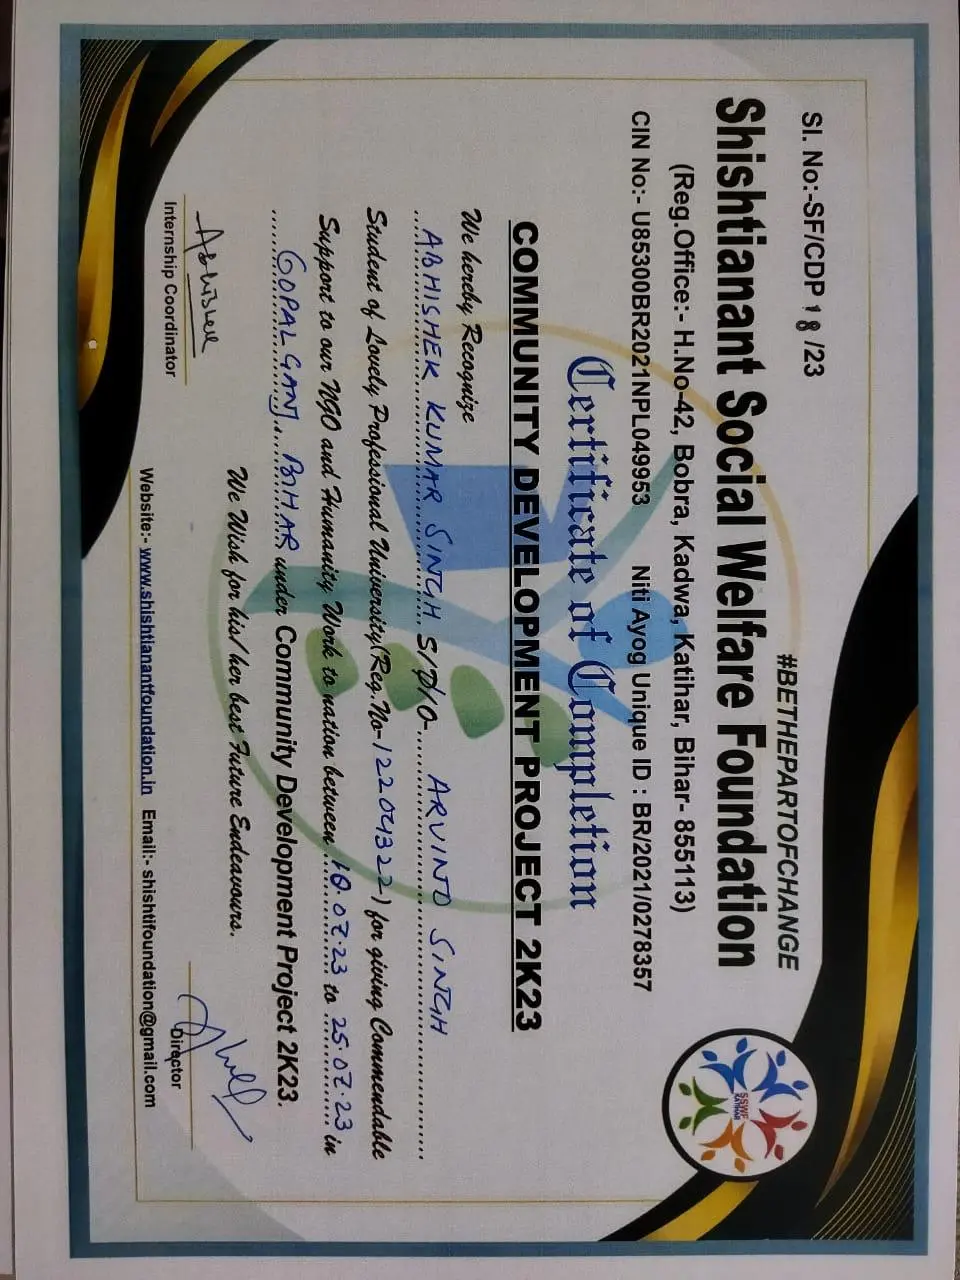 Sl. No:-SF/CDP 18 /23
#BETHEPARTOFCHANGE
Shishtianant Social Welfare Foundation
(Reg.Office:- H.No-42, Bobra, Kadwa, Katihar, Bihar- 855113)
CIN No:- U85300BR2021NPL049953 Niti Ayog Unique ID : BR/2021/0278357
SSWF
KATIHAR
Certificate of Completion
COMMUNITY DEVELOPMENT PROJECT 2K23
We hereby Recognize
ABHISHEK KUMAR SINGH S/D/O ARVIND SINGH
Student of Lovely Professional University(Reg.No-12204322) for giving Commendable
Support to our NGO and Humanity Work to nation between 10.07.23 to 25.07.23 in
GOPALGANJ, BIHAR under Community Development Project 2K23.
We Wish for his/ her best Future Endeavours.
Abhishek
Internship Coordinator
Director
Website:- www.shishtianantfoundation.in Email:- shishtifoundation@gmail.com